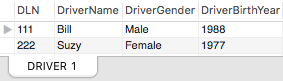 DLN DriverName DriverGender DriverBirthYear
111 Bill Male 1988
222 Suzy Female 1977
DRIVER 1